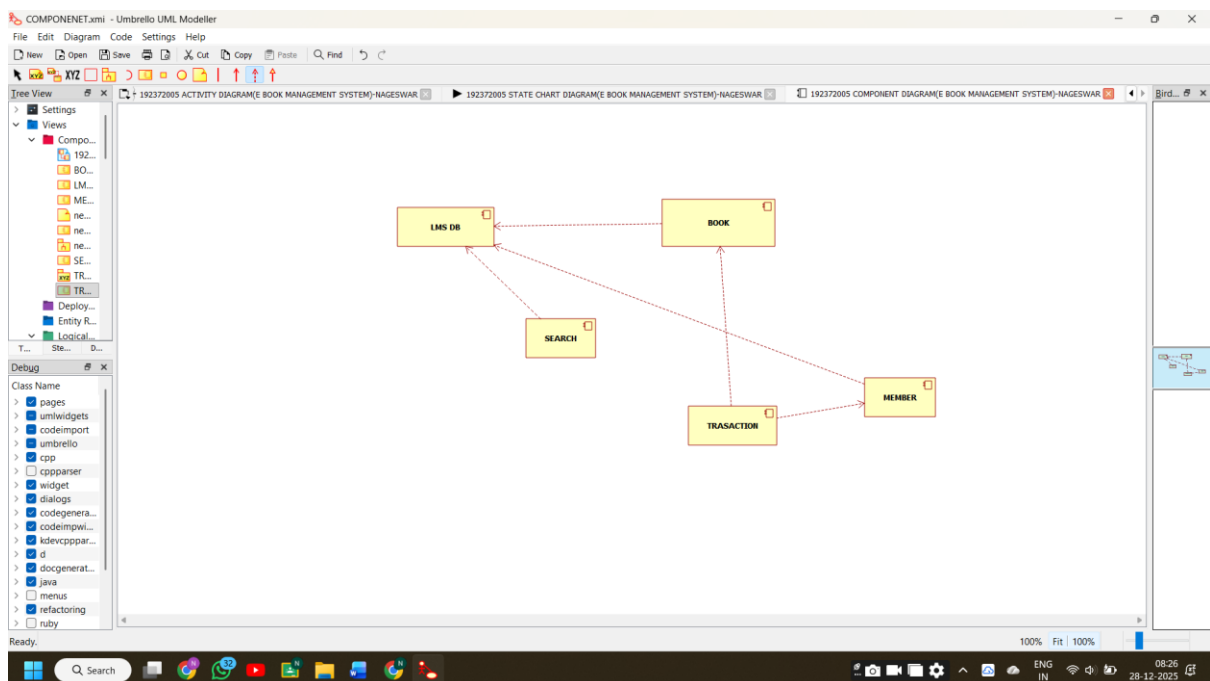 COMPONENET.xmi - Umbrello UML Modeller
File Edit Diagram Code Settings Help
New Open Save Cut Copy Paste Find
XYZ XYZ
Tree View
192372005 ACTIVITY DIAGRAM(E BOOK MANAGEMENT SYSTEM)-NAGESWAR
192372005 STATE CHART DIAGRAM(E BOOK MANAGEMENT SYSTEM)-NAGESWAR
192372005 COMPONENT DIAGRAM(E BOOK MANAGEMENT SYSTEM)-NAGESWAR
Bird...
Settings
Views
Compo...
192...
BO...
LM...
ME...
ne...
ne...
ne...
SE...
TR...
TR...
Deploy...
Entity R...
Logical...
T... Ste... D...
Debug
Class Name
pages
umlwidgets
codeimport
umbrello
cpp
cppparser
widget
dialogs
codegenera...
codeimpwi...
kdevcpppar...
d
docgenerat...
java
menus
refactoring
ruby
LMS DB
BOOK
SEARCH
MEMBER
TRASACTION
Ready.
100% Fit 100%
Search
32
ENG
IN
08:26
28-12-2025